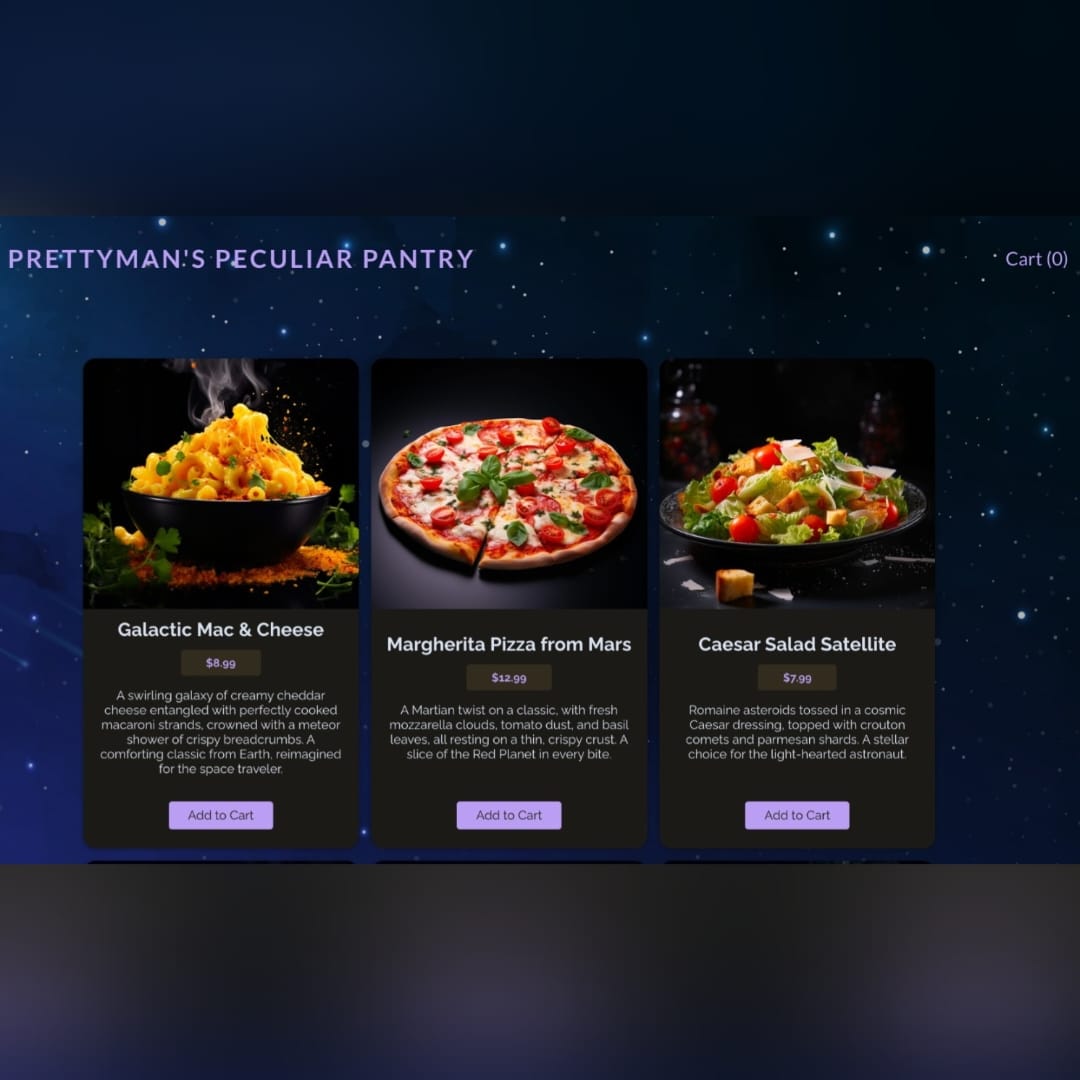 PRETTYMAN'S PECULIAR PANTRY
Cart (0)
Galactic Mac & Cheese
$8.99
A swirling galaxy of creamy cheddar
cheese entangled with perfectly cooked
macaroni strands, crowned with a meteor
shower of crispy breadcrumbs. A
comforting classic from Earth, reimagined
for the space traveler.
Add to Cart
Margherita Pizza from Mars
$12.99
A Martian twist on a classic, with fresh
mozzarella clouds, tomato dust, and basil
leaves, all resting on a thin, crispy crust. A
slice of the Red Planet in every bite.
Add to Cart
Caesar Salad Satellite
$7.99
Romaine asteroids tossed in a cosmic
Caesar dressing, topped with crouton
comets and parmesan shards. A stellar
choice for the light-hearted astronaut.
Add to Cart